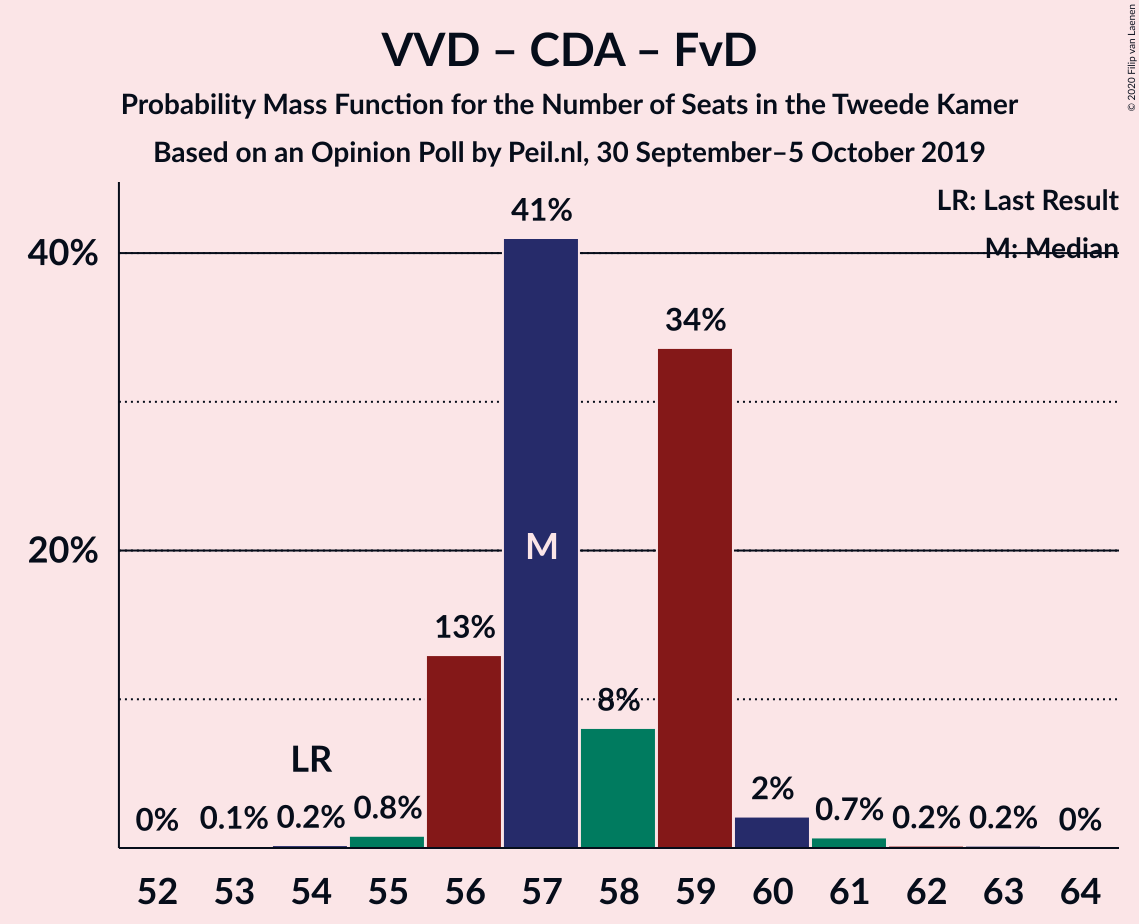 VVD – CDA – FvD
Probability Mass Function for the Number of Seats in the Tweede Kamer
Based on an Opinion Poll by Peil.nl, 30 September–5 October 2019
© 2020 Filip van Laenen
LR: Last Result
M: Median
40%
20%
0%
0.1%
LR
0.2%
0.8%
13%
41%
M
8%
34%
2%
0.7%
0.2%
0.2%
0%
52 53 54 55 56 57 58 59 60 61 62 63 64